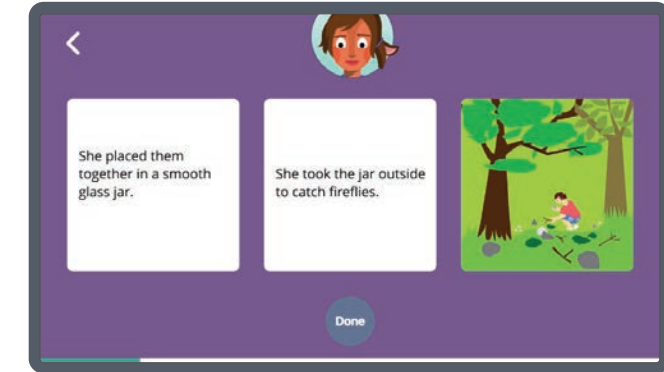 She placed them
together in a smooth
glass jar.
She took the jar outside
to catch fireflies.
Done